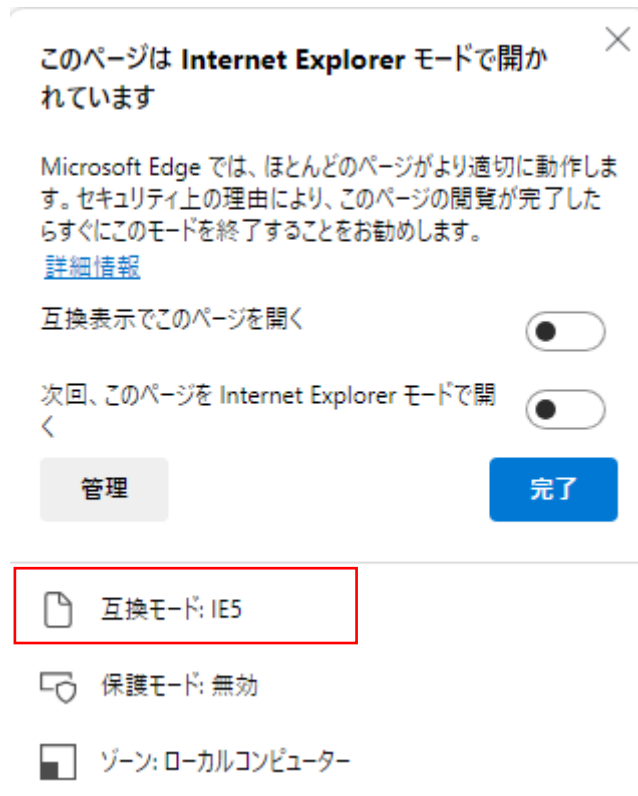 このページは Internet Explorer モードで開か
れています
Microsoft Edge では、ほとんどのページがより適切に動作しま
す。セキュリティ上の理由により、このページの閲覧が完了した
らすぐにこのモードを終了することをお勧めします。
詳細情報
互換表示でこのページを開く
次回、このページを Internet Explorer モードで開
く
管理
完了
互換モード: IE5
保護モード: 無効
ゾーン: ローカルコンピューター